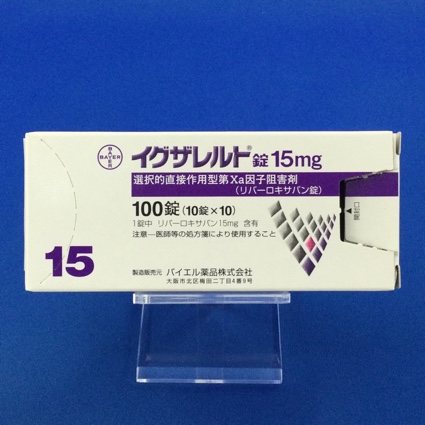 BAYER
イグザレルト®錠15mg
選択的直接作用型第Xa因子阻害剤
(リバーロキサバン錠)
100錠(10錠×10)
1錠中 リバーロキサバン15mg 含有
注意―医師等の処方箋により使用すること
開封口
15
製造販売元 バイエル薬品株式会社
大阪市北区梅田二丁目4番9号